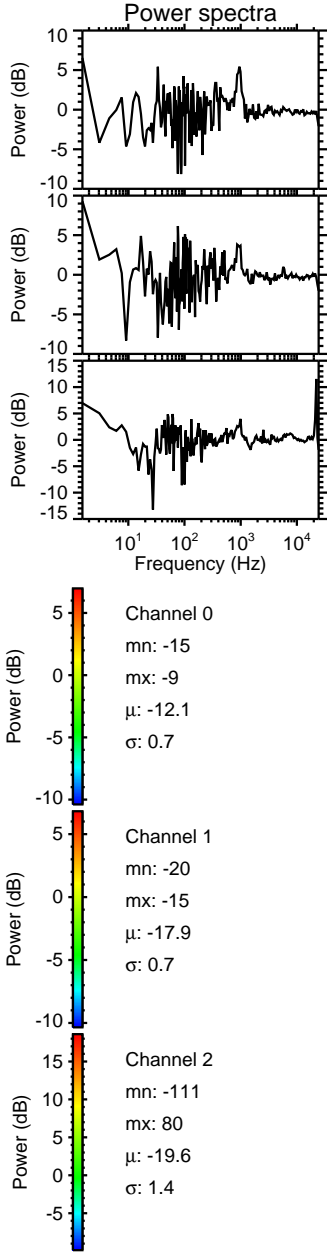 Power spectra
10
5
0
-5
-10
Power (dB)
10
5
0
-5
-10
Power (dB)
15
10
5
0
-5
-10
-15
Power (dB)
10¹ 10² 10³ 10⁴
Frequency (Hz)
5
0
-5
-10
Power (dB)
Channel 0
mn: -15
mx: -9
μ: -12.1
σ: 0.7
5
0
-5
-10
Power (dB)
Channel 1
mn: -20
mx: -15
μ: -17.9
σ: 0.7
15
10
5
0
-5
Power (dB)
Channel 2
mn: -111
mx: 80
μ: -19.6
σ: 1.4